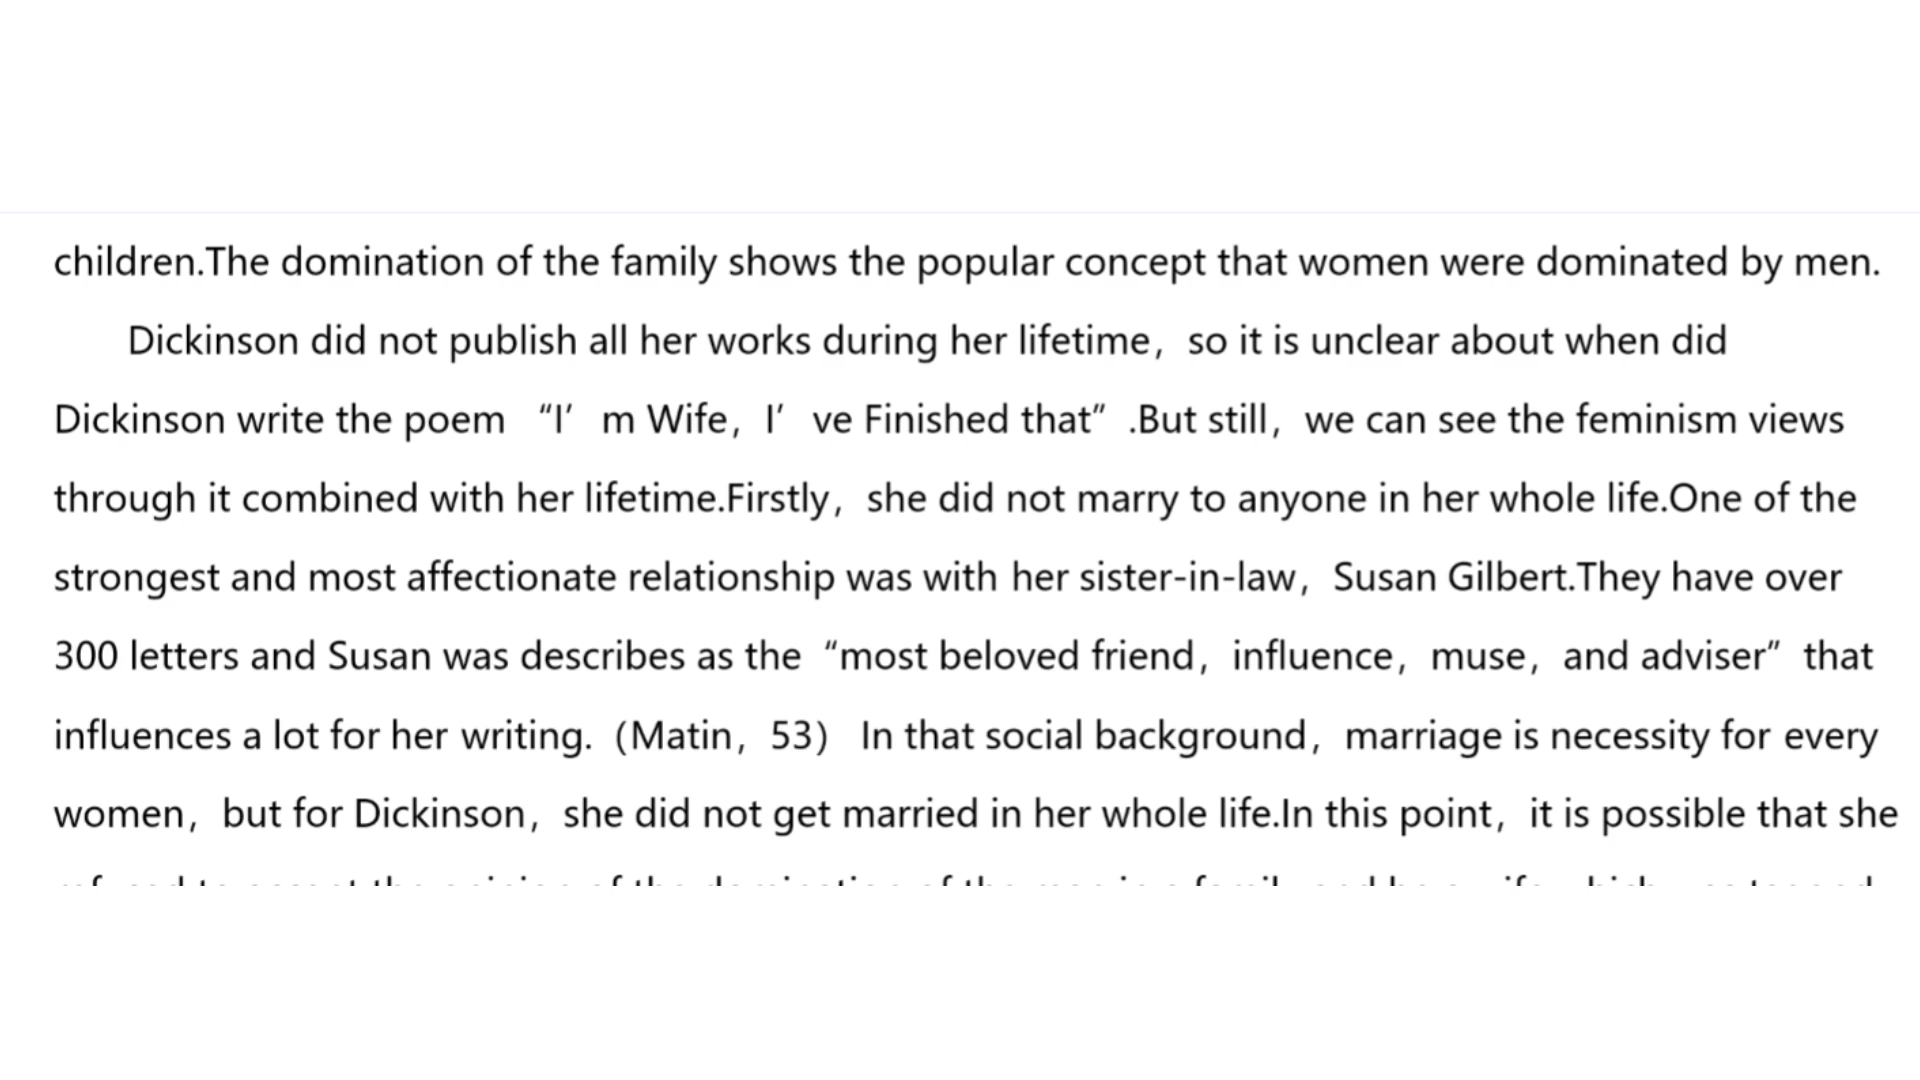 children.The domination of the family shows the popular concept that women were dominated by men.
Dickinson did not publish all her works during her lifetime，so it is unclear about when did
Dickinson write the poem “I’m Wife，I’ve Finished that”.But still，we can see the feminism views
through it combined with her lifetime.Firstly，she did not marry to anyone in her whole life.One of the
strongest and most affectionate relationship was with her sister-in-law，Susan Gilbert.They have over
300 letters and Susan was describes as the “most beloved friend，influence，muse，and adviser” that
influences a lot for her writing.（Matin，53） In that social background，marriage is necessity for every
women，but for Dickinson，she did not get married in her whole life.In this point，it is possible that she